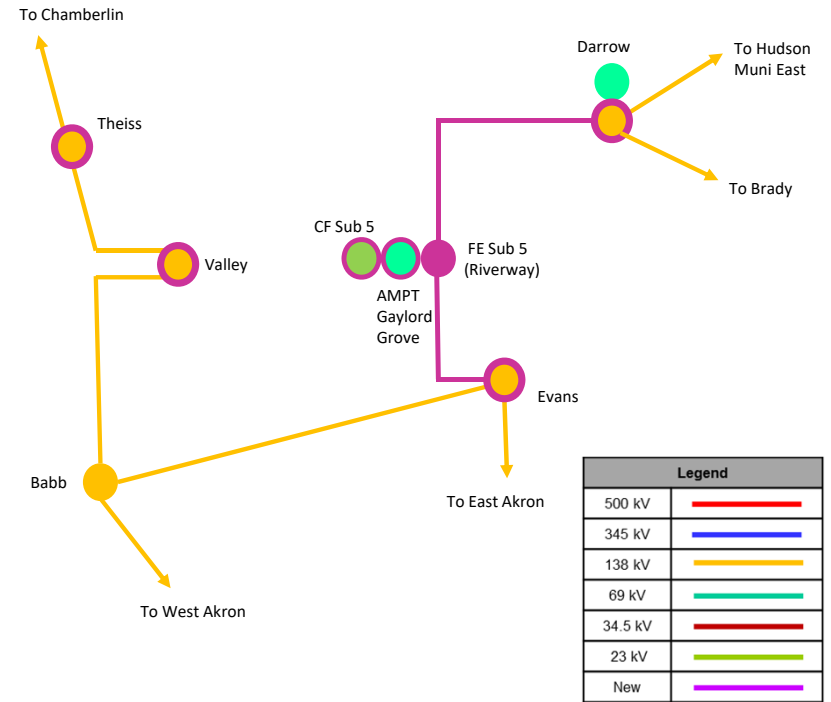 To Chamberlin
Darrow
To Hudson
Muni East
Theiss
To Brady
CF Sub 5
FE Sub 5
(Riverway)
Valley
AMPT
Gaylord
Grove
Evans
Babb
To East Akron
To West Akron
Legend
500 kV
345 kV
138 kV
69 kV
34.5 kV
23 kV
New